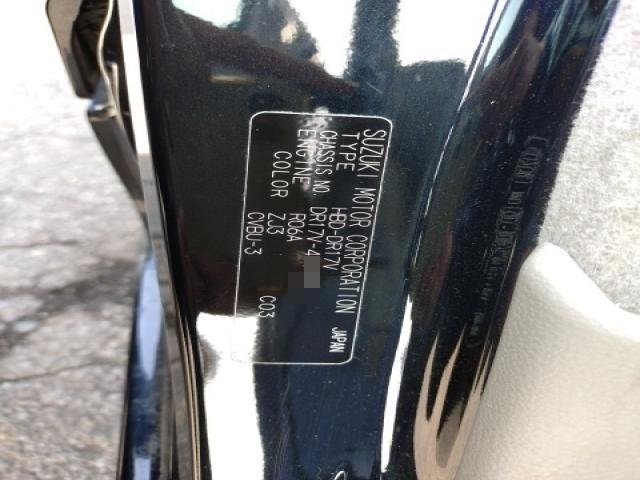 SUZUKI MOTOR CORPORATION JAPAN
TYPE HBD-DR17V
CHASSIS NO. DR17V-4
ENGINE R06A
COLOR ZJ3 C03
CVBU-3